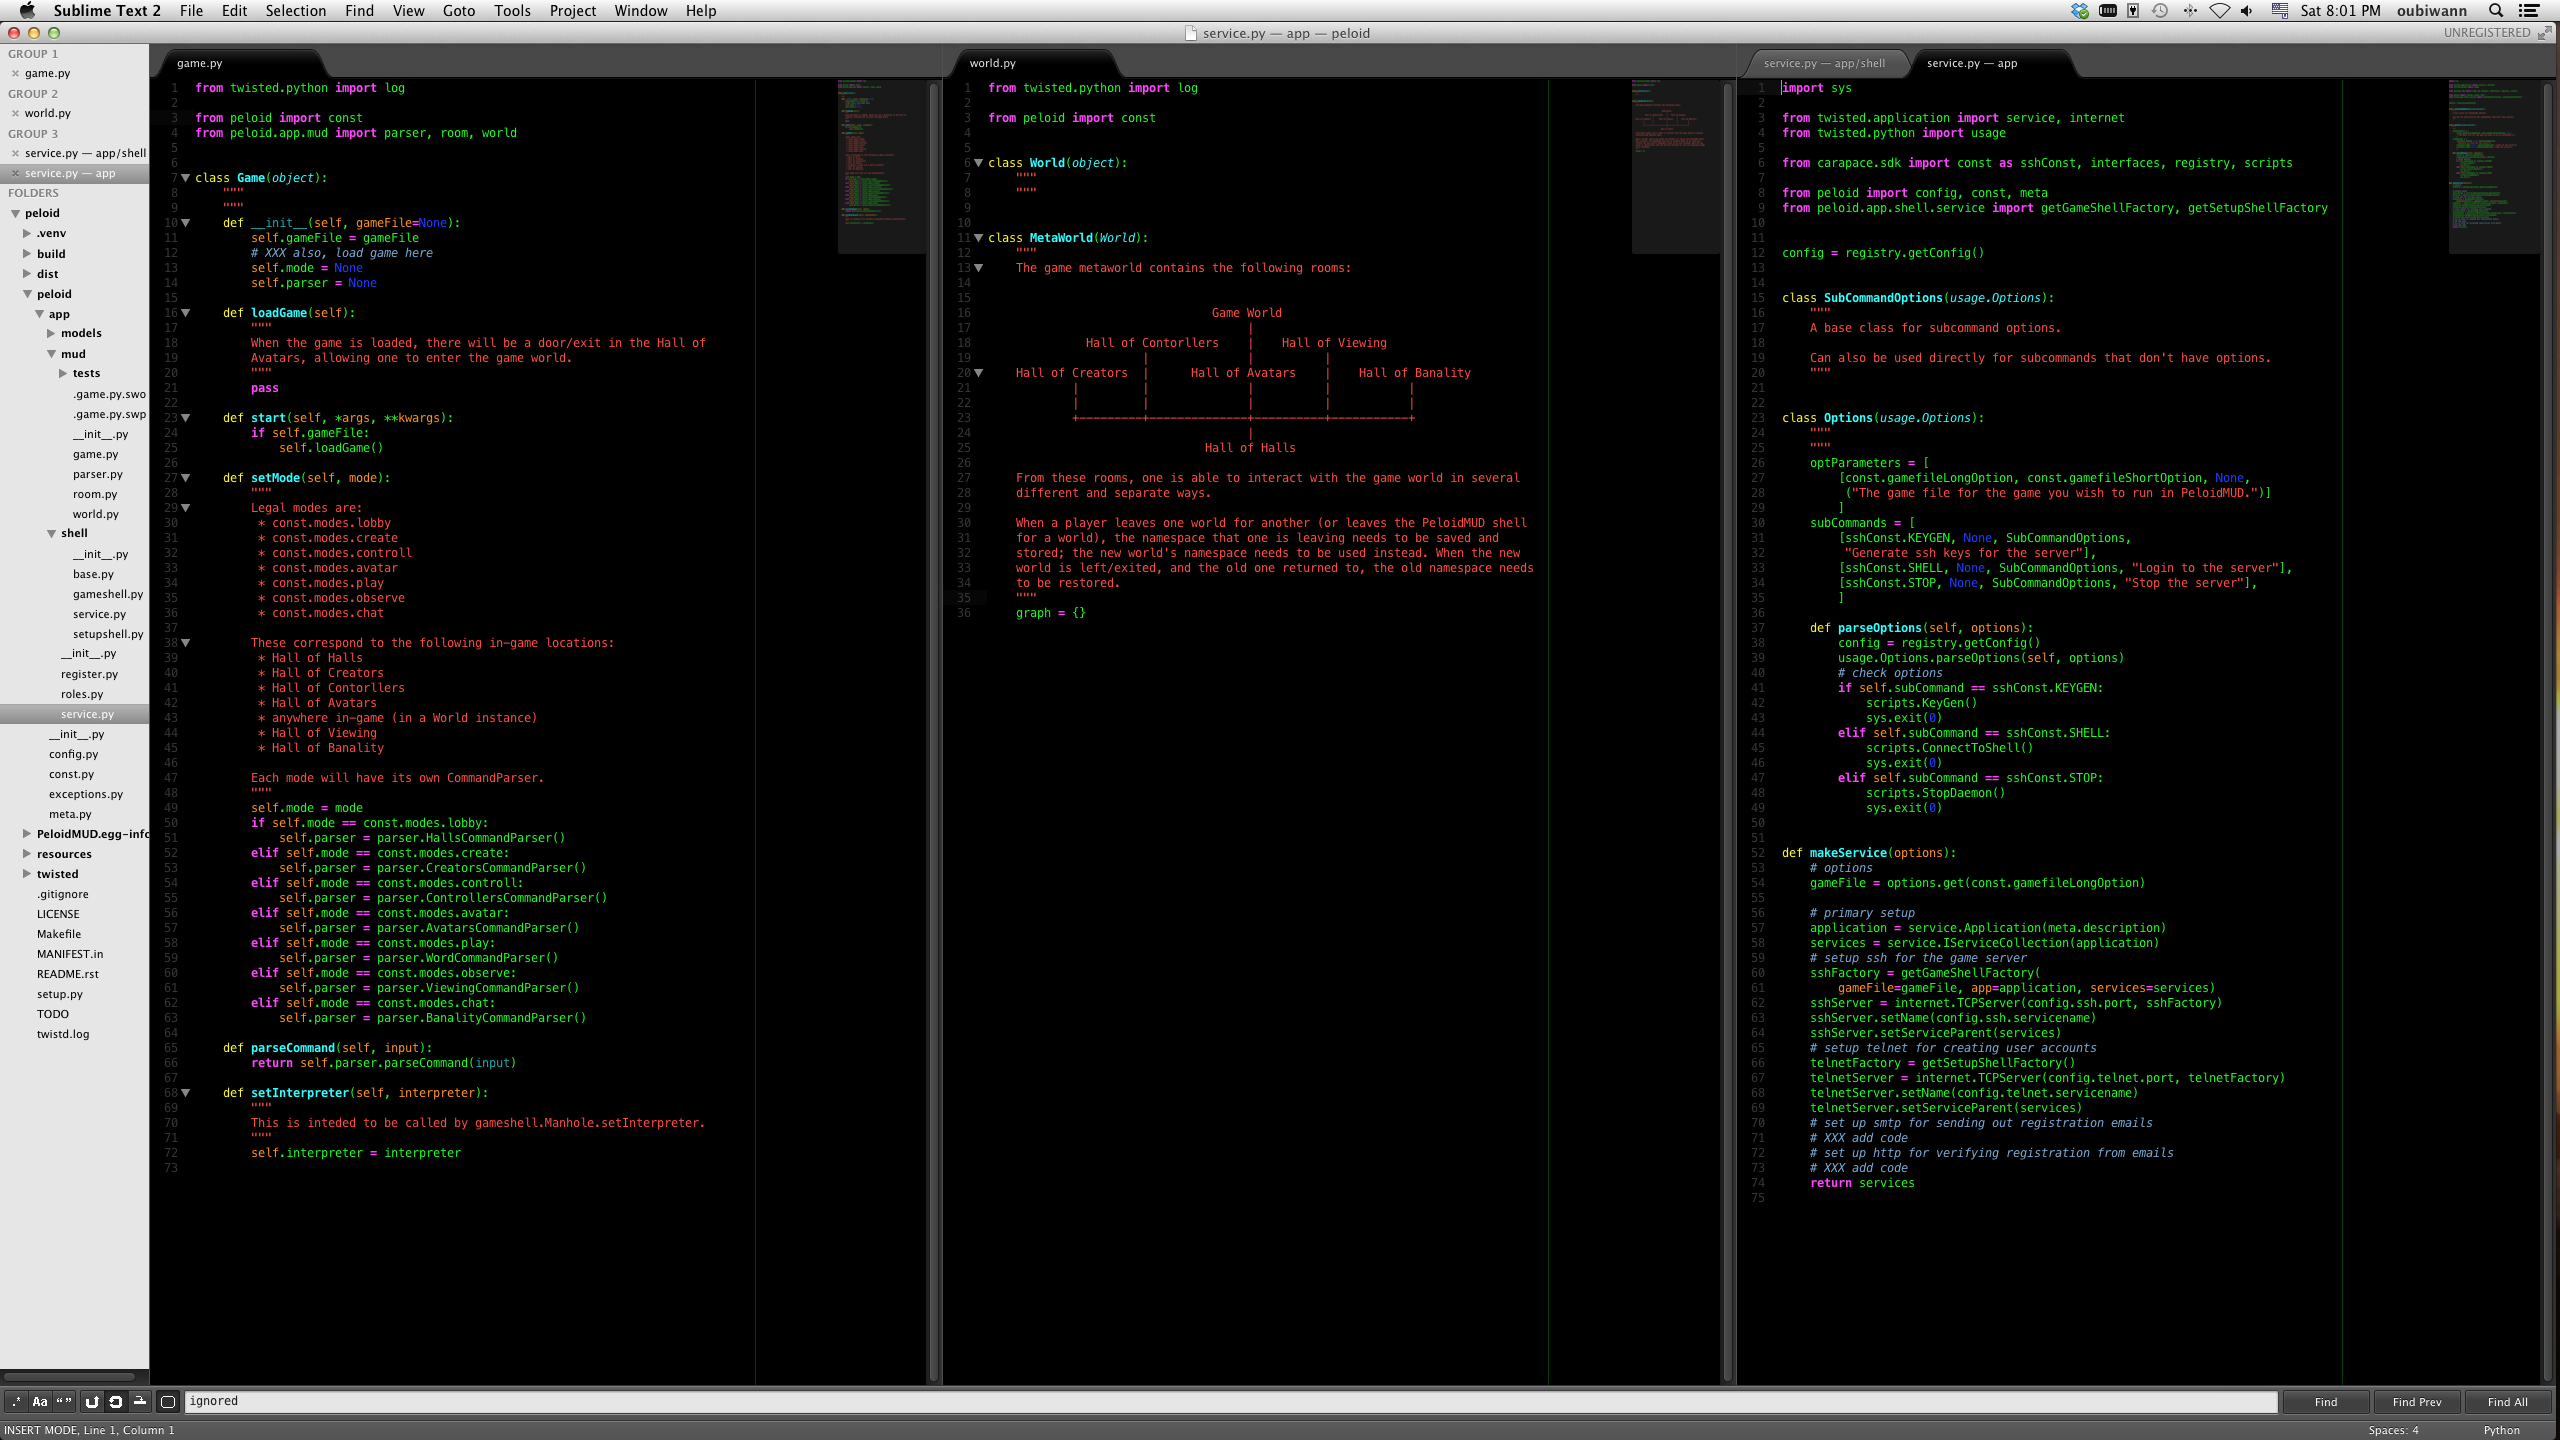 Sublime Text 2 File Edit Selection Find View Goto Tools Project Window Help Sat 8:01 PM oubiwann
service.py — app — peloid UNREGISTERED
GROUP 1
game.py
GROUP 2
world.py
GROUP 3
service.py — app/shell
service.py — app
FOLDERS
peloid
.venv
build
dist
peloid
app
models
mud
tests
.game.py.swo
.game.py.swp
__init__.py
game.py
parser.py
room.py
world.py
shell
__init__.py
base.py
gameshell.py
service.py
setupshell.py
__init__.py
register.py
roles.py
service.py
__init__.py
config.py
const.py
exceptions.py
meta.py
PeloidMUD.egg-info
resources
twisted
.gitignore
LICENSE
Makefile
MANIFEST.in
README.rst
setup.py
TODO
twistd.log
game.py
1 from twisted.python import log
2
3 from peloid import const
4 from peloid.app.mud import parser, room, world
5
6
7 class Game(object):
8     """
9     """
10     def __init__(self, gameFile=None):
11         self.gameFile = gameFile
12         # XXX also, load game here
13         self.mode = None
14         self.parser = None
15
16     def loadGame(self):
17         """
18         When the game is loaded, there will be a door/exit in the Hall of
19         Avatars, allowing one to enter the game world.
20         """
21         pass
22
23     def start(self, *args, **kwargs):
24         if self.gameFile:
25             self.loadGame()
26
27     def setMode(self, mode):
28         """
29         Legal modes are:
30          * const.modes.lobby
31          * const.modes.create
32          * const.modes.controll
33          * const.modes.avatar
34          * const.modes.play
35          * const.modes.observe
36          * const.modes.chat
37
38         These correspond to the following in-game locations:
39          * Hall of Halls
40          * Hall of Creators
41          * Hall of Contorllers
42          * Hall of Avatars
43          * anywhere in-game (in a World instance)
44          * Hall of Viewing
45          * Hall of Banality
46
47         Each mode will have its own CommandParser.
48         """
49         self.mode = mode
50         if self.mode == const.modes.lobby:
51             self.parser = parser.HallsCommandParser()
52         elif self.mode == const.modes.create:
53             self.parser = parser.CreatorsCommandParser()
54         elif self.mode == const.modes.controll:
55             self.parser = parser.ControllersCommandParser()
56         elif self.mode == const.modes.avatar:
57             self.parser = parser.AvatarsCommandParser()
58         elif self.mode == const.modes.play:
59             self.parser = parser.WordCommandParser()
60         elif self.mode == const.modes.observe:
61             self.parser = parser.ViewingCommandParser()
62         elif self.mode == const.modes.chat:
63             self.parser = parser.BanalityCommandParser()
64
65     def parseCommand(self, input):
66         return self.parser.parseCommand(input)
67
68     def setInterpreter(self, interpreter):
69         """
70         This is inteded to be called by gameshell.Manhole.setInterpreter.
71         """
72         self.interpreter = interpreter
73
world.py
1 from twisted.python import log
2
3 from peloid import const
4
5
6 class World(object):
7     """
8     """
9
10
11 class MetaWorld(World):
12     """
13     The game metaworld contains the following rooms:
14
15
16                                 Game World
17                                      |
18               Hall of Contorllers    |    Hall of Viewing
19                       |              |          |
20     Hall of Creators  |      Hall of Avatars    |    Hall of Banality
21             |         |              |          |           |
22             |         |              |          |           |
23             +---------+--------------+----------+-----------+
24                                      |
25                                Hall of Halls
26
27     From these rooms, one is able to interact with the game world in several
28     different and separate ways.
29
30     When a player leaves one world for another (or leaves the PeloidMUD shell
31     for a world), the namespace that one is leaving needs to be saved and
32     stored; the new world's namespace needs to be used instead. When the new
33     world is left/exited, and the old one returned to, the old namespace needs
34     to be restored.
35     """
36     graph = {}
service.py — app/shell service.py — app
1 import sys
2
3 from twisted.application import service, internet
4 from twisted.python import usage
5
6 from carapace.sdk import const as sshConst, interfaces, registry, scripts
7
8 from peloid import config, const, meta
9 from peloid.app.shell.service import getGameShellFactory, getSetupShellFactory
10
11
12 config = registry.getConfig()
13
14
15 class SubCommandOptions(usage.Options):
16     """
17     A base class for subcommand options.
18
19     Can also be used directly for subcommands that don't have options.
20     """
21
22
23 class Options(usage.Options):
24     """
25     """
26     optParameters = [
27         [const.gamefileLongOption, const.gamefileShortOption, None,
28          ("The game file for the game you wish to run in PeloidMUD.")]
29         ]
30     subCommands = [
31         [sshConst.KEYGEN, None, SubCommandOptions,
32          "Generate ssh keys for the server"],
33         [sshConst.SHELL, None, SubCommandOptions, "Login to the server"],
34         [sshConst.STOP, None, SubCommandOptions, "Stop the server"],
35         ]
36
37     def parseOptions(self, options):
38         config = registry.getConfig()
39         usage.Options.parseOptions(self, options)
40         # check options
41         if self.subCommand == sshConst.KEYGEN:
42             scripts.KeyGen()
43             sys.exit(0)
44         elif self.subCommand == sshConst.SHELL:
45             scripts.ConnectToShell()
46             sys.exit(0)
47         elif self.subCommand == sshConst.STOP:
48             scripts.StopDaemon()
49             sys.exit(0)
50
51
52 def makeService(options):
53     # options
54     gameFile = options.get(const.gamefileLongOption)
55
56     # primary setup
57     application = service.Application(meta.description)
58     services = service.IServiceCollection(application)
59     # setup ssh for the game server
60     sshFactory = getGameShellFactory(
61         gameFile=gameFile, app=application, services=services)
62     sshServer = internet.TCPServer(config.ssh.port, sshFactory)
63     sshServer.setName(config.ssh.servicename)
64     sshServer.setServiceParent(services)
65     # setup telnet for creating user accounts
66     telnetFactory = getSetupShellFactory()
67     telnetServer = internet.TCPServer(config.telnet.port, telnetFactory)
68     telnetServer.setName(config.telnet.servicename)
69     telnetServer.setServiceParent(services)
70     # set up smtp for sending out registration emails
71     # XXX add code
72     # set up http for verifying registration from emails
73     # XXX add code
74     return services
75
.* Aa “” ignored Find Find Prev Find All
INSERT MODE, Line 1, Column 1 Spaces: 4 Python